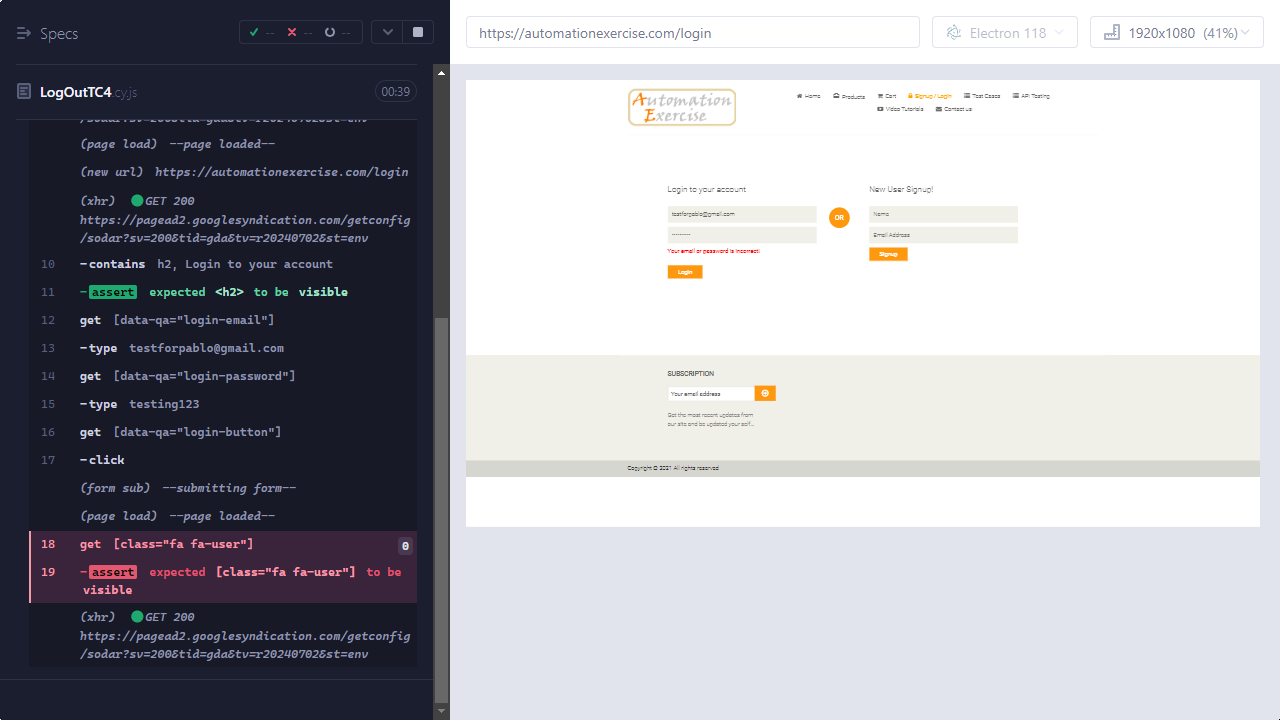 Specs
-- -- --
LogOutTC4.cy.js
00:39
/sodar?sv=200&tid=gda&tv=r20240702&st=env
(page load) --page loaded--
(new url) https://automationexercise.com/login
(xhr) GET 200
https://pagead2.googlesyndication.com/getconfig
/sodar?sv=200&tid=gda&tv=r20240702&st=env
10 -contains h2, Login to your account
11 -assert expected <h2> to be visible
12 get [data-qa="login-email"]
13 -type testforpablo@gmail.com
14 get [data-qa="login-password"]
15 -type testing123
16 get [data-qa="login-button"]
17 -click
(form sub) --submitting form--
(page load) --page loaded--
18 get [class="fa fa-user"] 0
19 -assert expected [class="fa fa-user"] to be
visible
(xhr) GET 200
https://pagead2.googlesyndication.com/getconfig
/sodar?sv=200&tid=gda&tv=r20240702&st=env
https://automationexercise.com/login
Electron 118
1920x1080 (41%)
Automation
Exercise
Home Products Cart Signup / Login Test Cases API Testing
Video Tutorials Contact us
Login to your account
testforpablo@gmail.com
Your email or password is incorrect!
Login
OR
New User Signup!
Name
Email Address
Signup
SUBSCRIPTION
Your email address
Get the most recent updates from
our site and be updated your self...
Copyright © 2021 All rights reserved